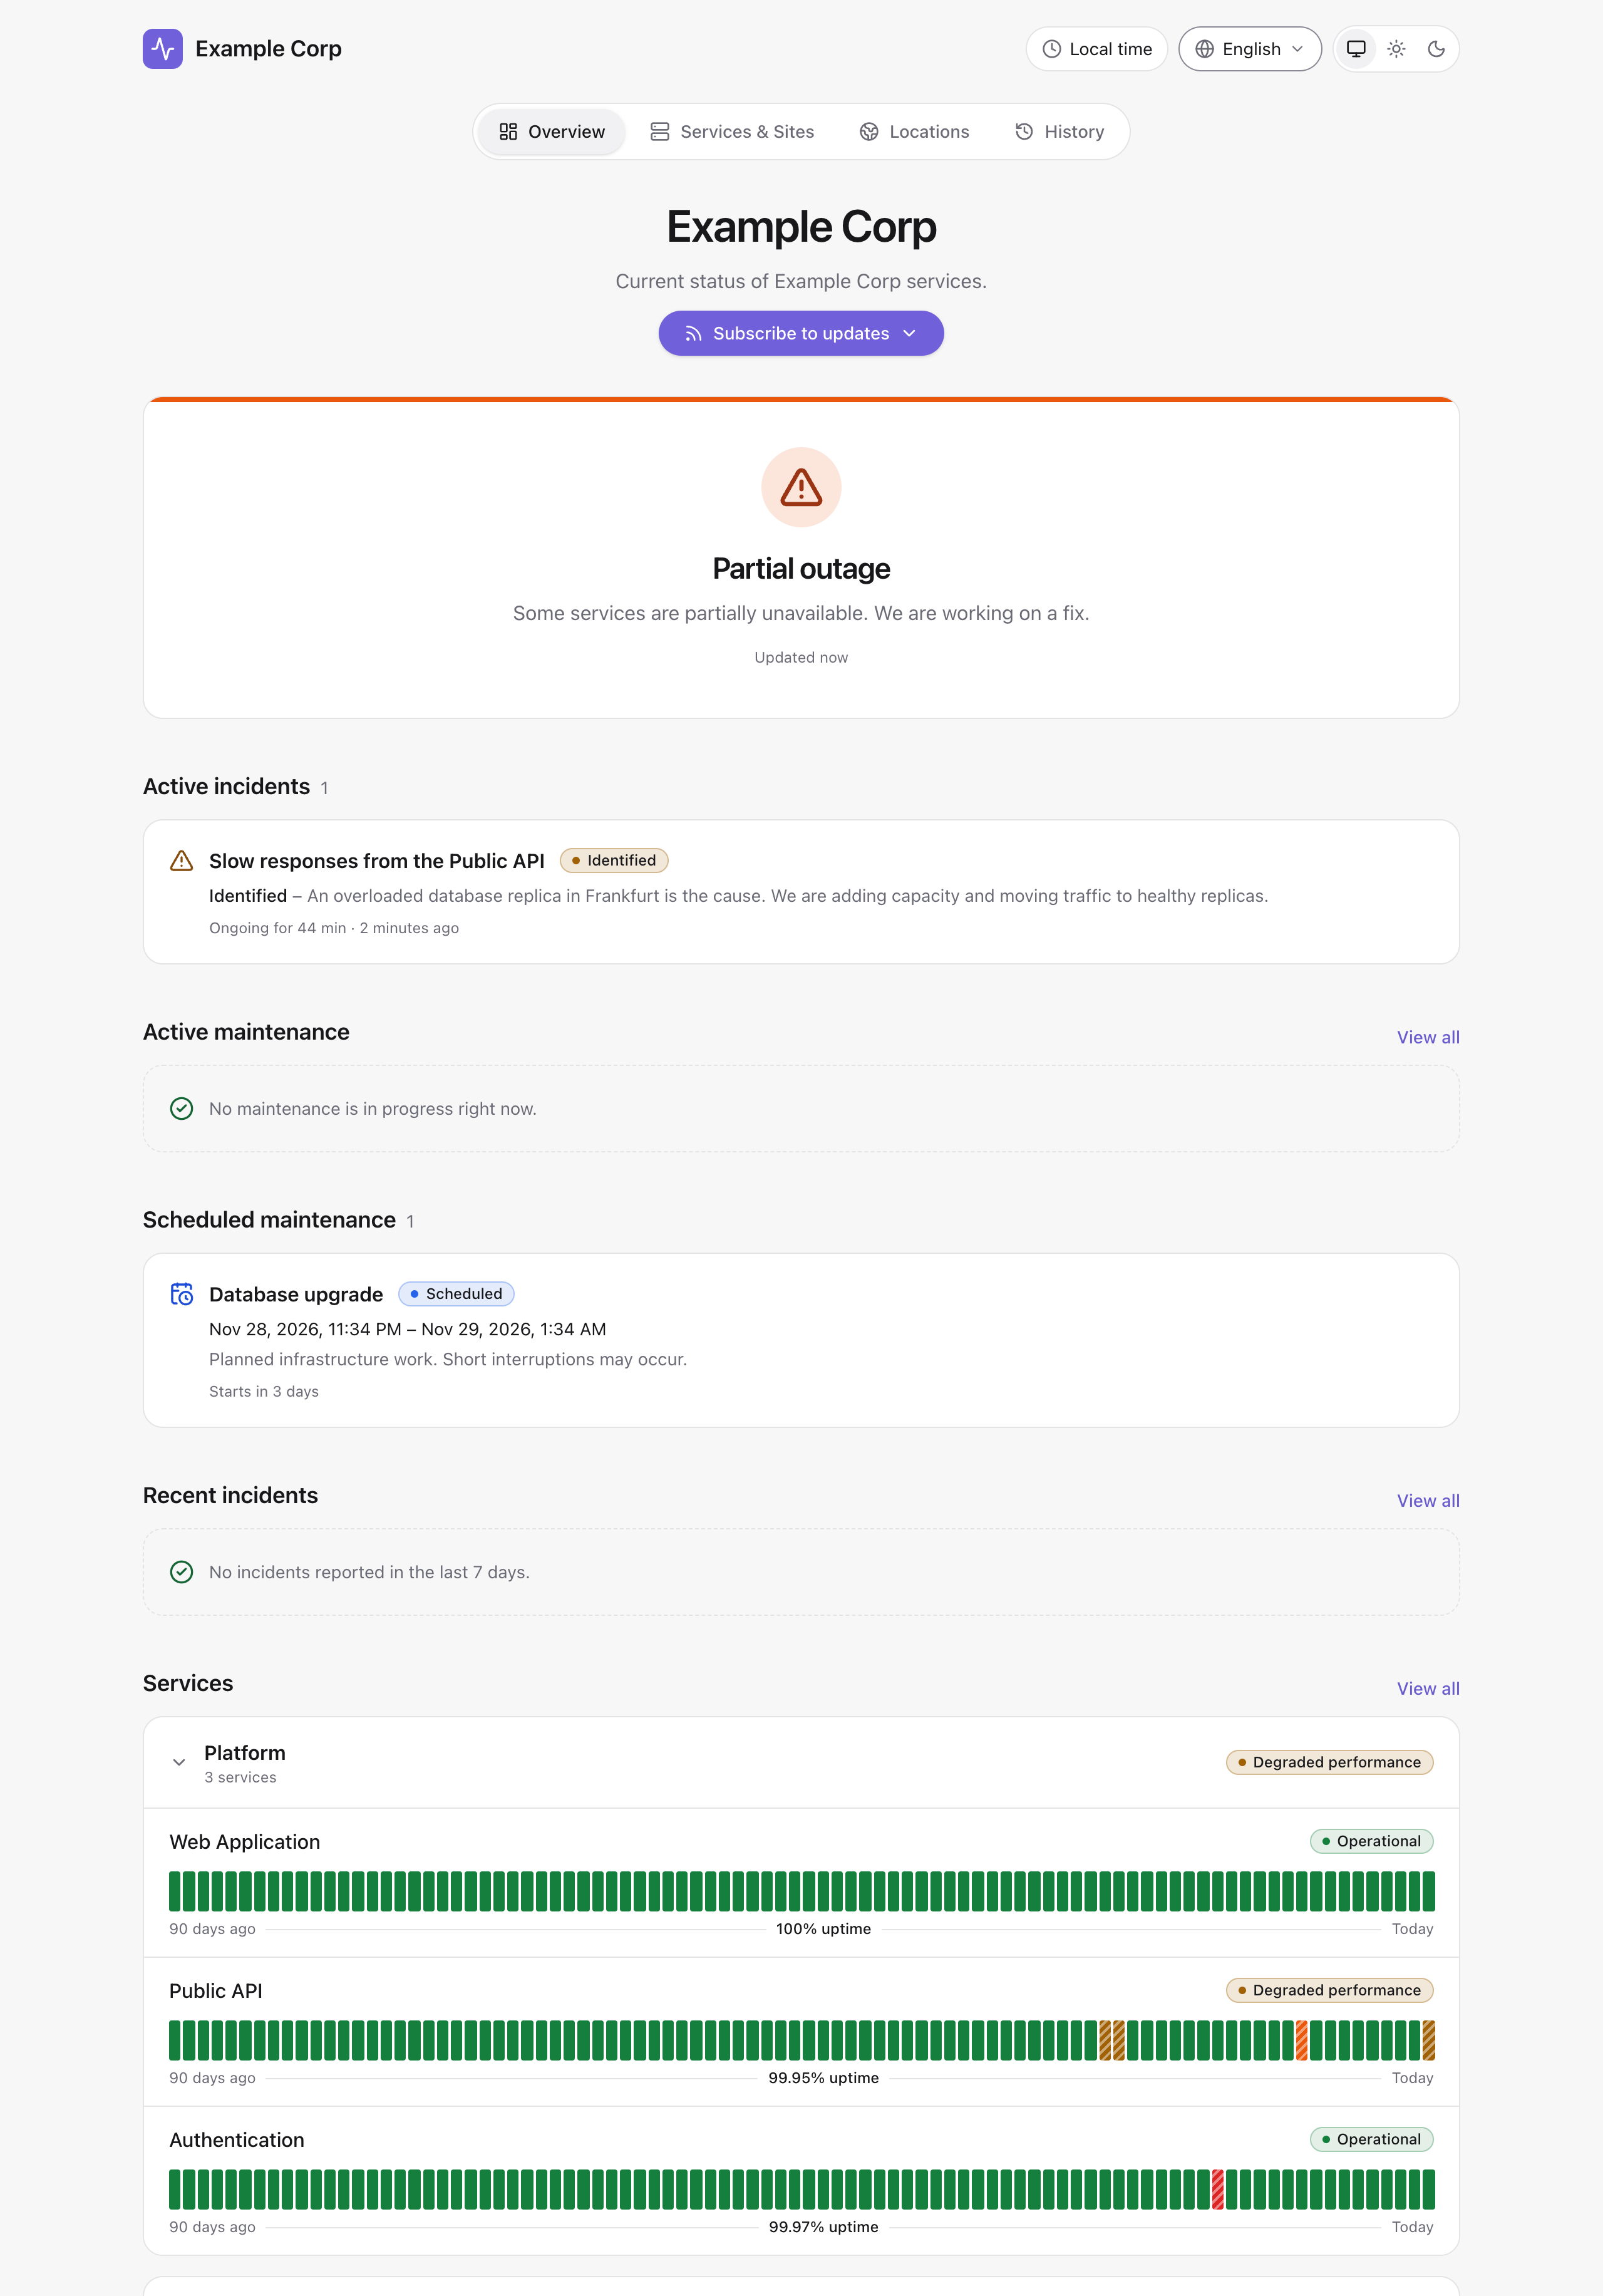 Example Corp
Local time
English
Overview
Services & Sites
Locations
History
Example Corp
Current status of Example Corp services.
Subscribe to updates
Partial outage
Some services are partially unavailable. We are working on a fix.
Updated now
Active incidents 1
Slow responses from the Public API Identified
Identified – An overloaded database replica in Frankfurt is the cause. We are adding capacity and moving traffic to healthy replicas.
Ongoing for 44 min · 2 minutes ago
Active maintenance View all
No maintenance is in progress right now.
Scheduled maintenance 1
Database upgrade Scheduled
Nov 28, 2026, 11:34 PM – Nov 29, 2026, 1:34 AM
Planned infrastructure work. Short interruptions may occur.
Starts in 3 days
Recent incidents View all
No incidents reported in the last 7 days.
Services View all
Platform
3 services
Degraded performance
Web Application Operational
90 days ago 100% uptime Today
Public API Degraded performance
90 days ago 99.95% uptime Today
Authentication Operational
90 days ago 99.97% uptime Today